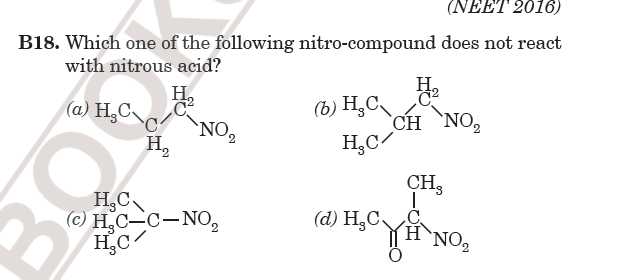 (NEET 2016)
B18. Which one of the following nitro-compound does not react
with nitrous acid?
(a) H₃C C H₂ C H₂ NO₂
(b) H₃C H₃C CH C H₂ NO₂
(c) H₃C H₃C H₃C C NO₂
(d) H₃C C O CH₃ H NO₂
BOOK